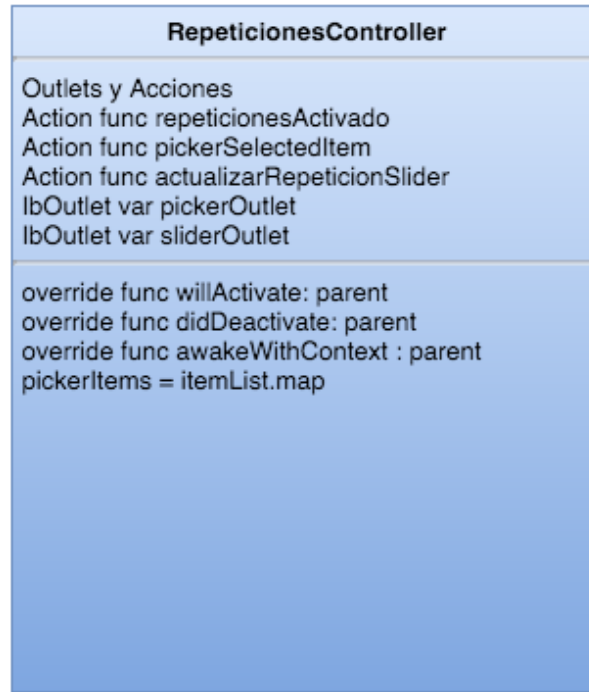 RepeticionesController
Outlets y Acciones
Action func repeticionesActivado
Action func pickerSelectedItem
Action func actualizarRepeticionSlider
IbOutlet var pickerOutlet
IbOutlet var sliderOutlet
override func willActivate: parent
override func didDeactivate: parent
override func awakeWithContext : parent
pickerItems = itemList.map